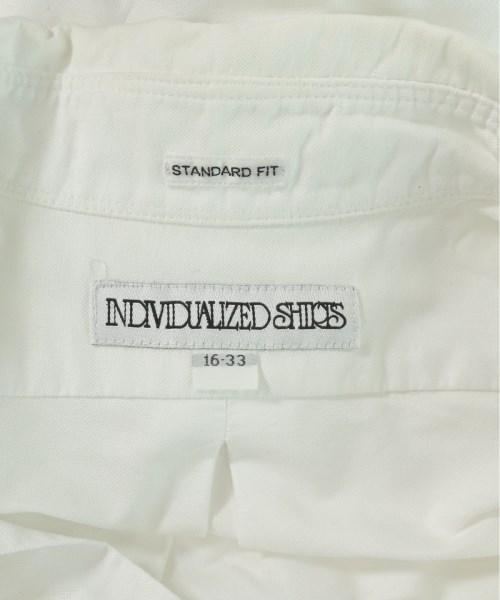 STANDARD FIT
INDIVIDUALIZED SHIRTS
16-33